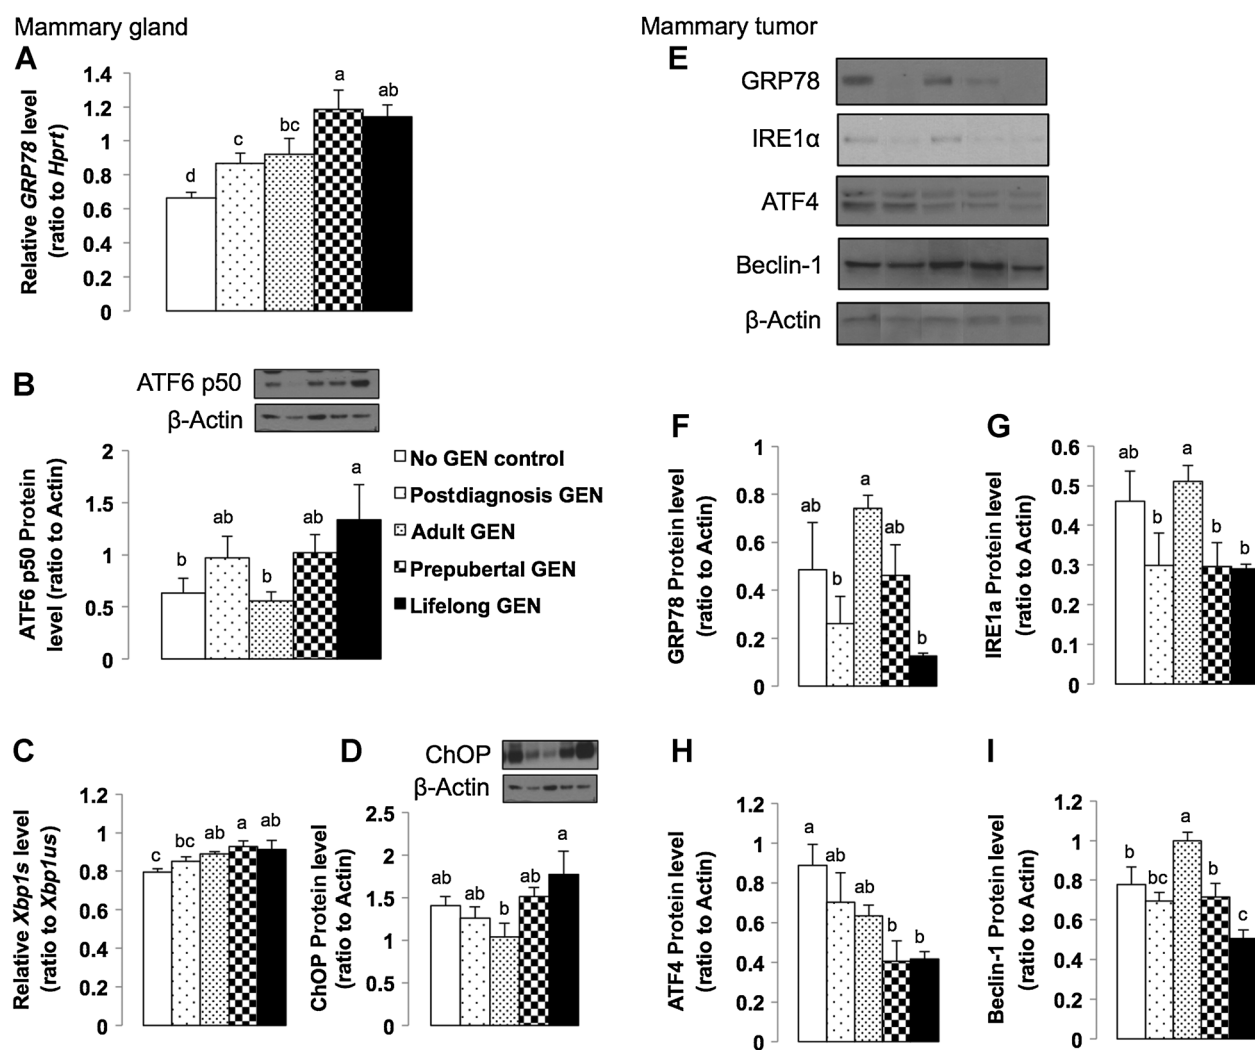 Mammary gland
A
Relative GRP78 level
(ratio to Hprt)
1.4
1.2
1
0.8
0.6
0.4
0.2
0
d
c
bc
a
ab
B
ATF6 p50
β-Actin
ATF6 p50 Protein
level (ratio to Actin)
2
1.5
1
0.5
0
b
ab
b
ab
a
No GEN control
Postdiagnosis GEN
Adult GEN
Prepubertal GEN
Lifelong GEN
C
Relative Xbp1s level
(ratio to Xbp1us)
1.2
1
0.8
0.6
0.4
0.2
0
c
bc
ab
a
ab
D
ChOP
β-Actin
ChOP Protein level
(ratio to Actin)
2.5
2
1.5
1
0.5
0
ab
ab
b
ab
a
Mammary tumor
E
GRP78
IRE1α
ATF4
Beclin-1
β-Actin
F
GRP78 Protein level
(ratio to Actin)
1
0.8
0.6
0.4
0.2
0
ab
b
a
ab
b
G
IRE1a Protein level
(ratio to Actin)
0.6
0.5
0.4
0.3
0.2
0.1
0
ab
b
a
b
b
H
ATF4 Protein level
(ratio to Actin)
1.2
1
0.8
0.6
0.4
0.2
0
a
ab
ab
b
b
I
Beclin-1 Protein level
(ratio to Actin)
1.2
1
0.8
0.6
0.4
0.2
0
b
bc
a
b
c